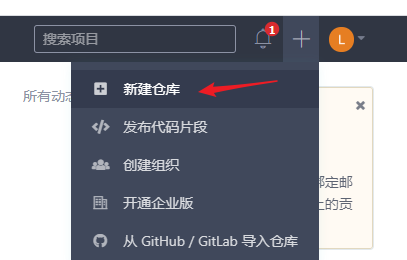 搜索项目
1
L
新建仓库
所有动
发布代码片段
创建组织
绑定邮
开通企业版
上的贡
从 GitHub / GitLab 导入仓库